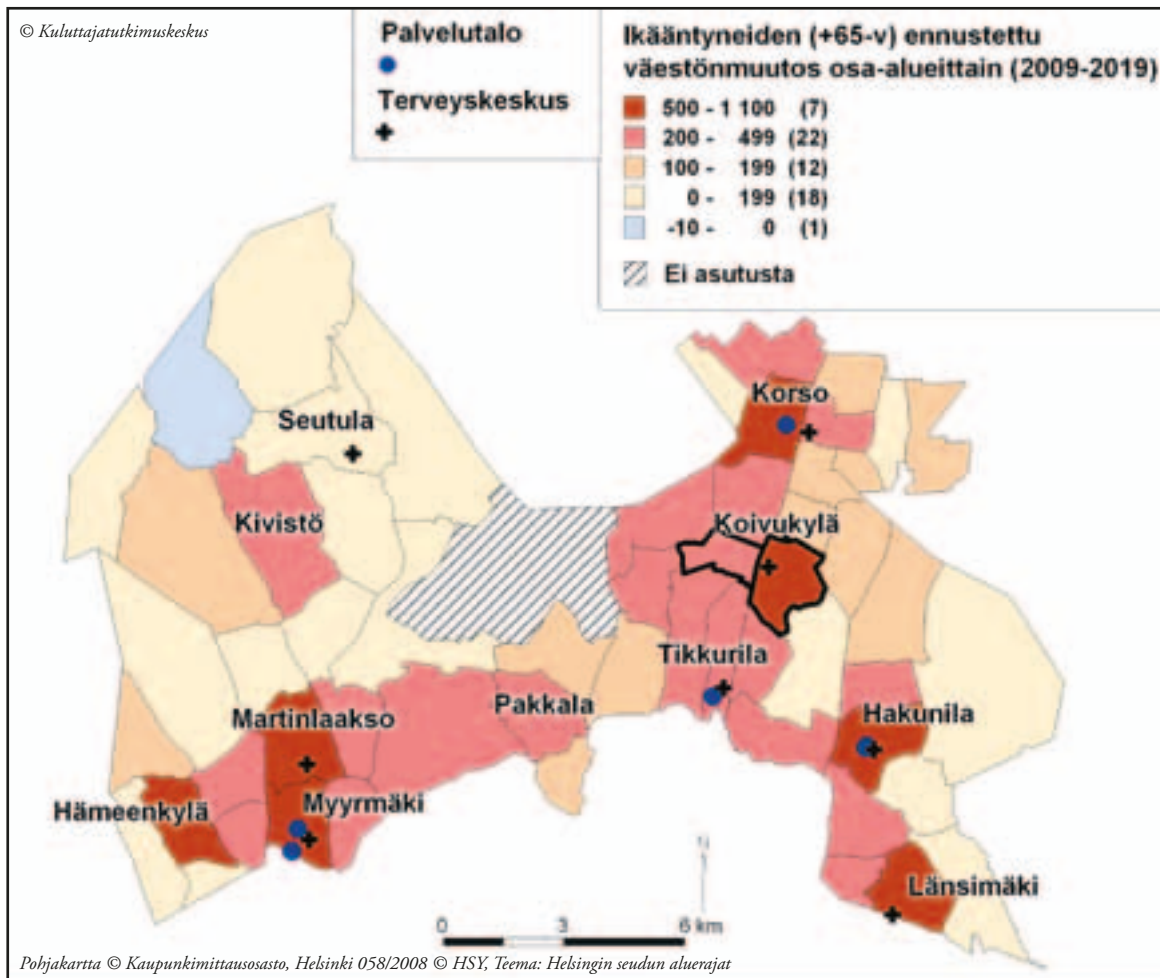 © Kuluttajatutkimuskeskus
Palvelutalo
Terveyskeskus
Ikääntyneiden (+65-v) ennustettu
väestönmuutos osa-alueittain (2009-2019)
500 - 1 100 (7)
200 - 499 (22)
100 - 199 (12)
0 - 199 (18)
-10 - 0 (1)
Ei asutusta
Korso
Seutula
Kivistö
Koivukylä
Tikkurila
Pakkala
Martinlaakso
Hakunila
Hämeenkylä
Myyrmäki
Länsimäki
0 3 6 km
Pohjakartta © Kaupunkimittausosasto, Helsinki 058/2008 © HSY, Teema: Helsingin seudun aluerajat